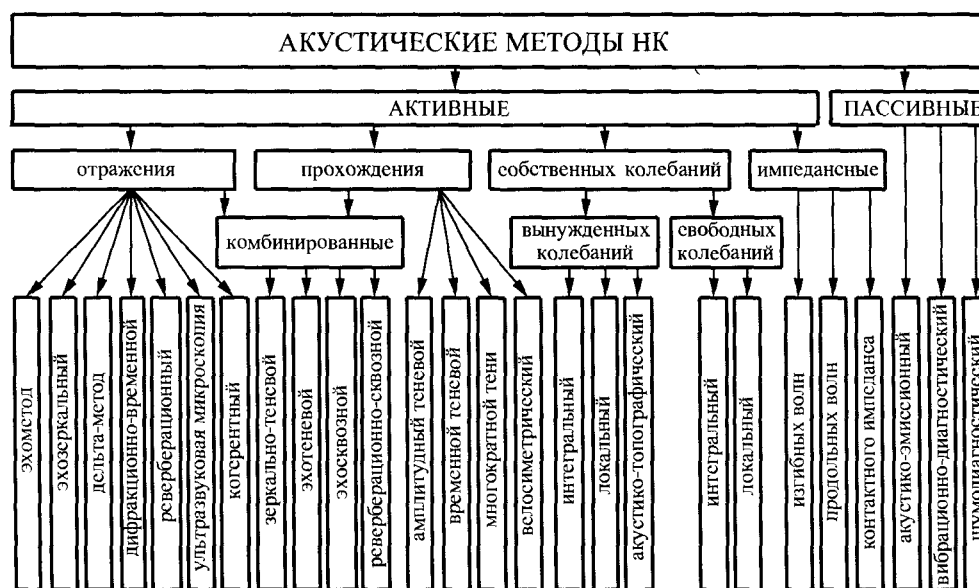 АКУСТИЧЕСКИЕ МЕТОДЫ НК
АКТИВНЫЕ
ПАССИВНЫЕ
отражения
прохождения
собственных колебаний
импедансные
комбинированные
вынужденных
колебаний
свободных
колебаний
эхометод
эхозеркальный
дельта-метод
дифракционно-временной
реверберационный
ультразвуковая микроскопия
когерентный
зеркально-теневой
эхотеневой
эхосквозной
реверберационно-сквозной
амплитудный теневой
временной теневой
многократной тени
велосиметрический
интегральный
локальный
акустико-топографический
интегральный
локальный
изгибных волн
продольных волн
контактного импеданса
акустико-эмиссионный
вибрационно-диагностический
шумодиагностический